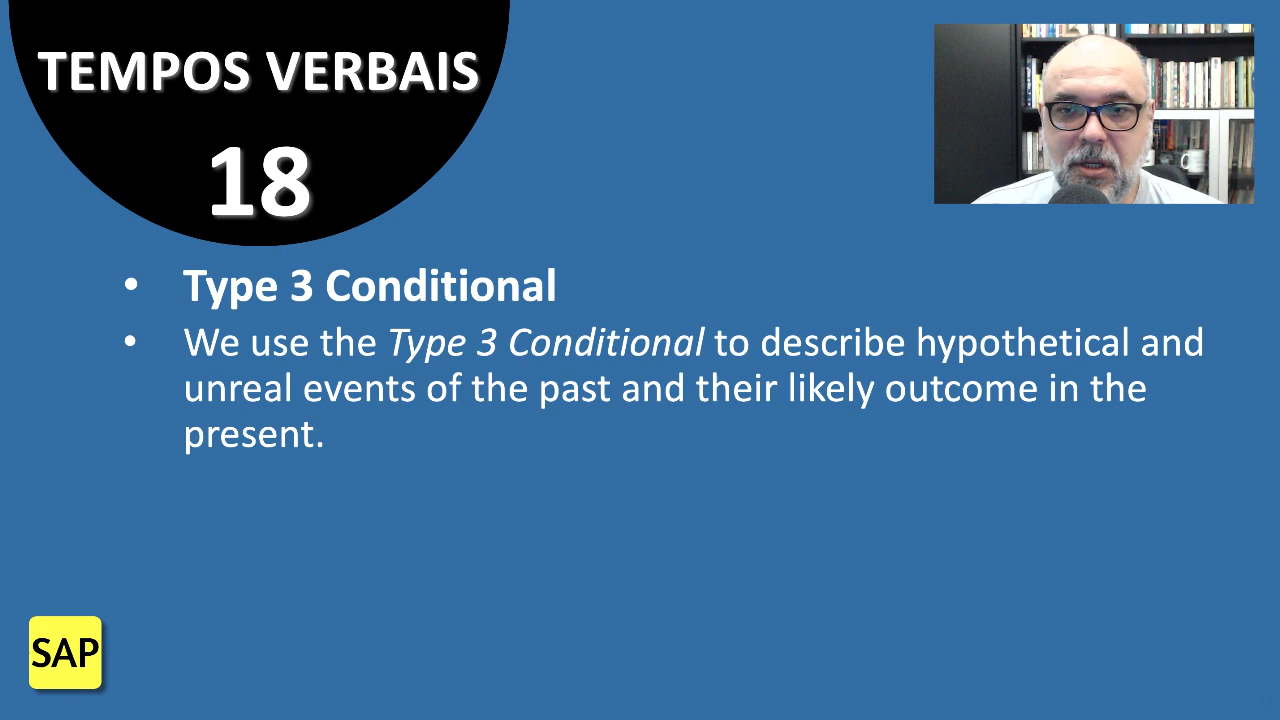 TEMPOS VERBAIS
18
• Type 3 Conditional
• We use the Type 3 Conditional to describe hypothetical and
unreal events of the past and their likely outcome in the
present.
SAP